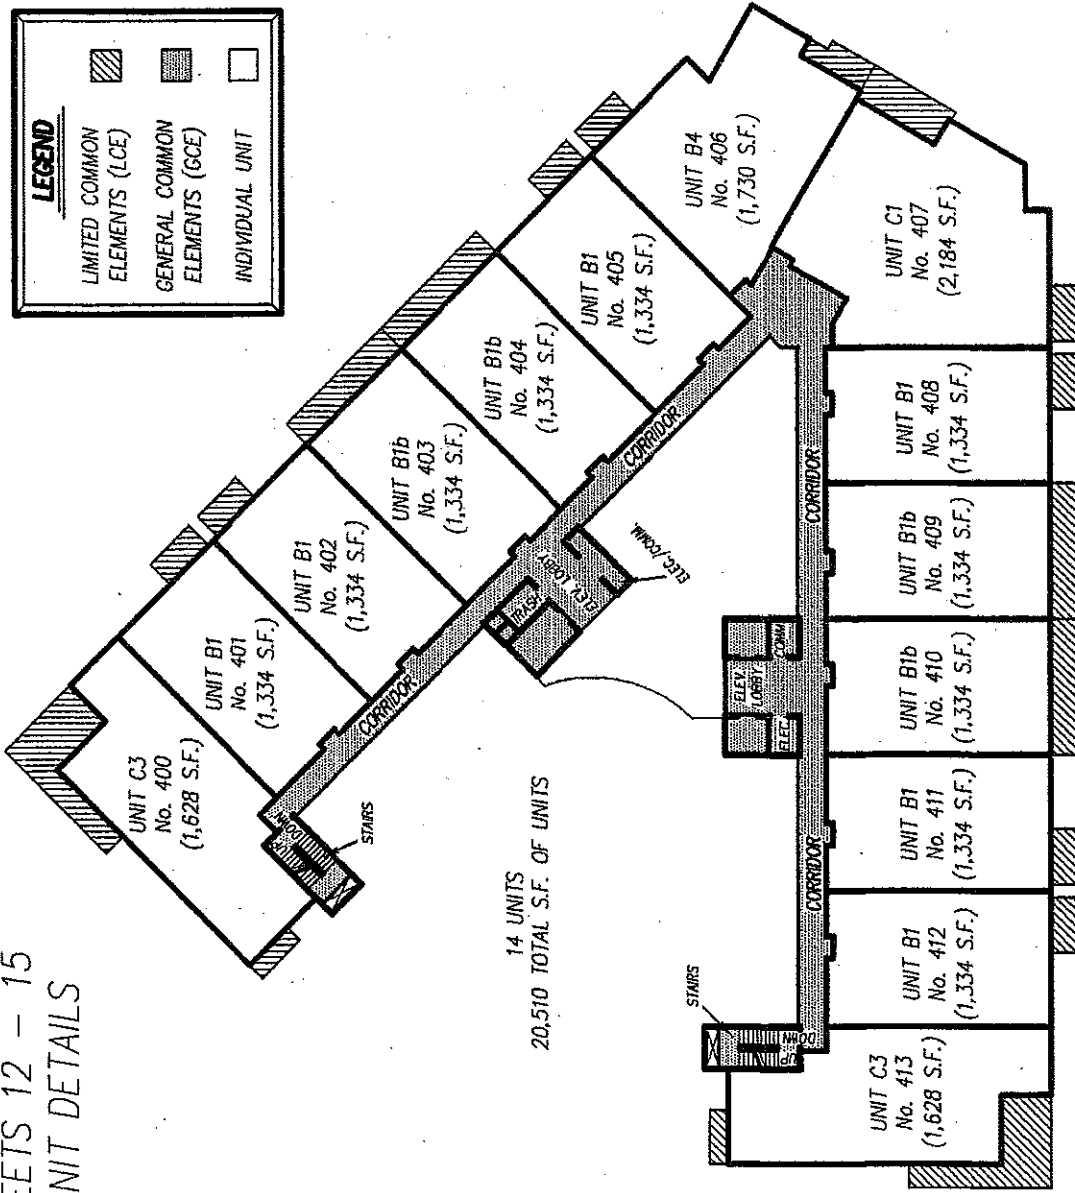 LEGEND
LIMITED COMMON
ELEMENTS (LCE)
GENERAL COMMON
ELEMENTS (GCE)
INDIVIDUAL UNIT
EETS 12 - 15
NIT DETAILS
UNIT C3
No. 400
(1,628 S.F.)
UNIT B1
No. 401
(1,334 S.F.)
UNIT B1
No. 402
(1,334 S.F.)
UNIT B1b
No. 403
(1,334 S.F.)
UNIT B1b
No. 404
(1,334 S.F.)
UNIT B1
No. 405
(1,334 S.F.)
UNIT B4
No. 406
(1,730 S.F.)
UNIT C1
No. 407
(2,184 S.F.)
UNIT B1
No. 408
(1,334 S.F.)
UNIT B1b
No. 409
(1,334 S.F.)
UNIT B1b
No. 410
(1,334 S.F.)
UNIT B1
No. 411
(1,334 S.F.)
UNIT B1
No. 412
(1,334 S.F.)
UNIT C3
No. 413
(1,628 S.F.)
CORRIDOR
CORRIDOR
CORRIDOR
CORRIDOR
ELEV. LOBBY
TRASH
ELEV.
ELEC./COMM.
UP
DOWN
STAIRS
14 UNITS
20,510 TOTAL S.F. OF UNITS
ELEV.
LOBBY
COMM
ELEC.
STAIRS
UP
DOWN